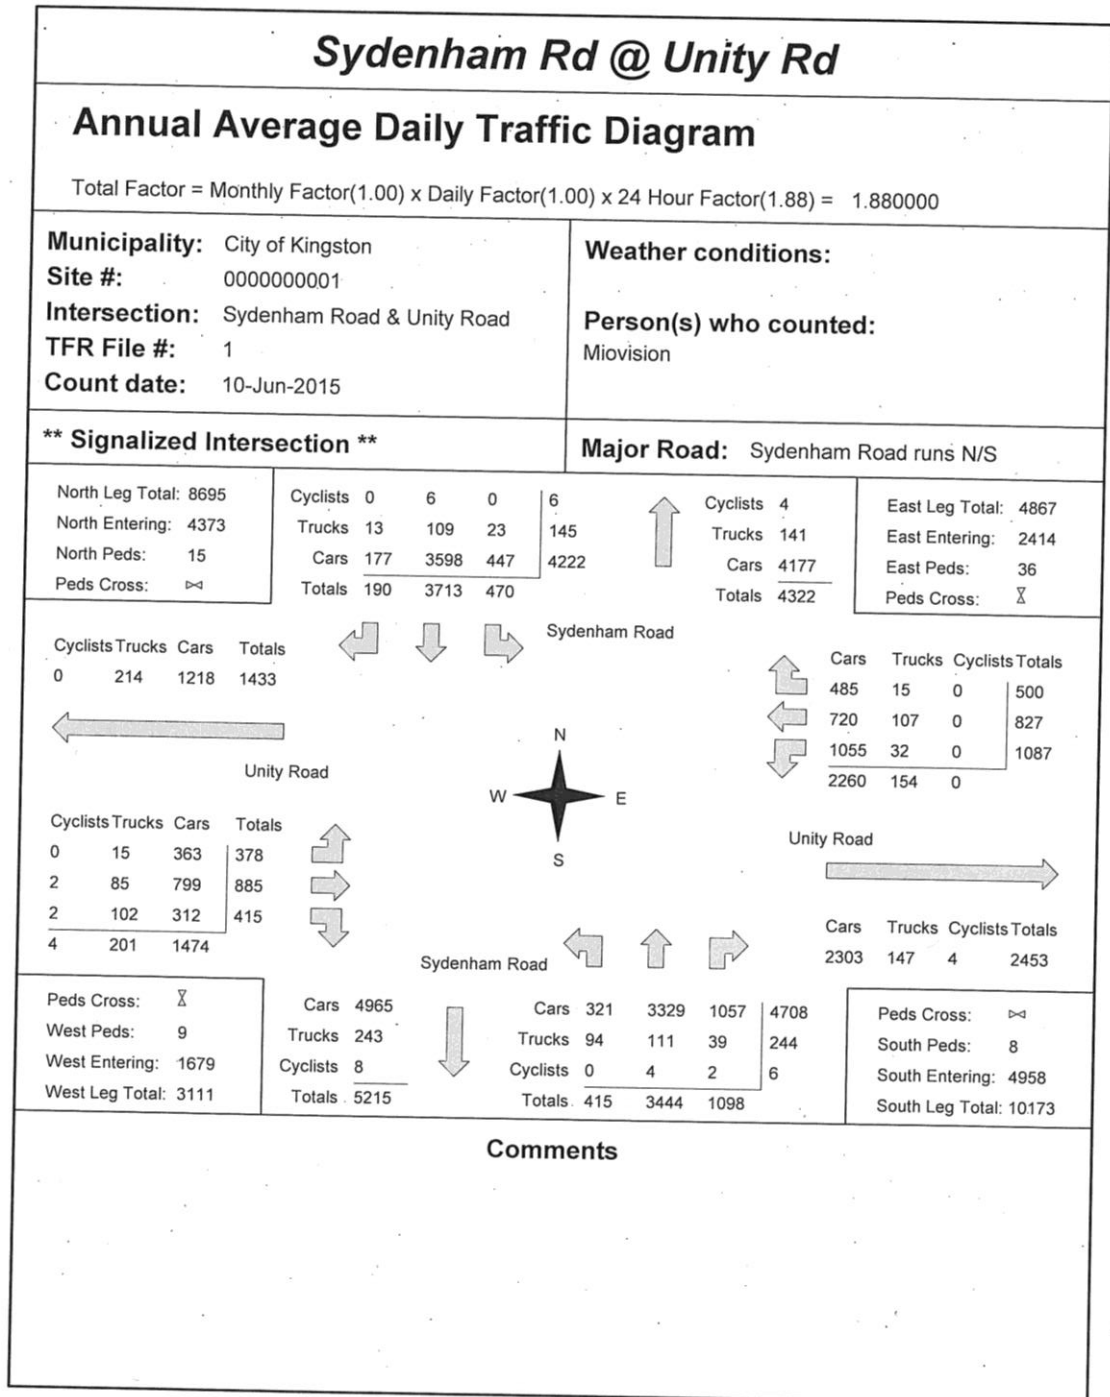 Sydenham Rd @ Unity Rd
Annual Average Daily Traffic Diagram
Total Factor = Monthly Factor(1.00) x Daily Factor(1.00) x 24 Hour Factor(1.88) = 1.880000
Municipality: City of Kingston
Site #: 0000000001
Intersection: Sydenham Road & Unity Road
TFR File #: 1
Count date: 10-Jun-2015
Weather conditions:
Person(s) who counted:
Miovision
** Signalized Intersection **
Major Road: Sydenham Road runs N/S
North Leg Total: 8695
North Entering: 4373
North Peds: 15
Peds Cross: ⋈
Cyclists 0 6 0 6
Trucks 13 109 23 145
Cars 177 3598 447 4222
Totals 190 3713 470
Cyclists 4
Trucks 141
Cars 4177
Totals 4322
East Leg Total: 4867
East Entering: 2414
East Peds: 36
Peds Cross: ⧖
Sydenham Road
Cyclists Trucks Cars Totals
0 214 1218 1433
Unity Road
Cars Trucks Cyclists Totals
485 15 0 500
720 107 0 827
1055 32 0 1087
2260 154 0
N
W E
S
Cyclists Trucks Cars Totals
0 15 363 378
2 85 799 885
2 102 312 415
4 201 1474
Unity Road
Cars Trucks Cyclists Totals
2303 147 4 2453
Sydenham Road
Peds Cross: ⧖
West Peds: 9
West Entering: 1679
West Leg Total: 3111
Cars 4965
Trucks 243
Cyclists 8
Totals 5215
Cars 321 3329 1057 4708
Trucks 94 111 39 244
Cyclists 0 4 2 6
Totals 415 3444 1098
Peds Cross: ⋈
South Peds: 8
South Entering: 4958
South Leg Total: 10173
Comments